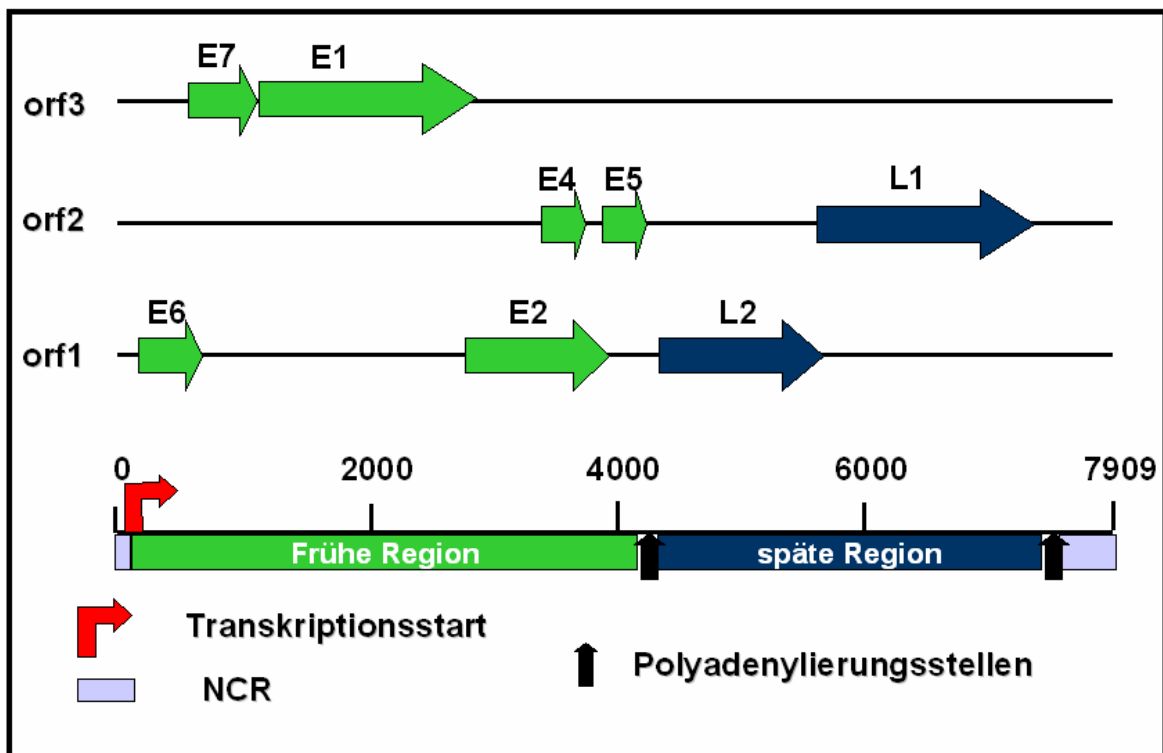 E7 E1
orf3
E4 E5 L1
orf2
E6 E2 L2
orf1
0 2000 4000 6000 7909
Frühe Region späte Region
Transkriptionsstart
Polyadenylierungsstellen
NCR